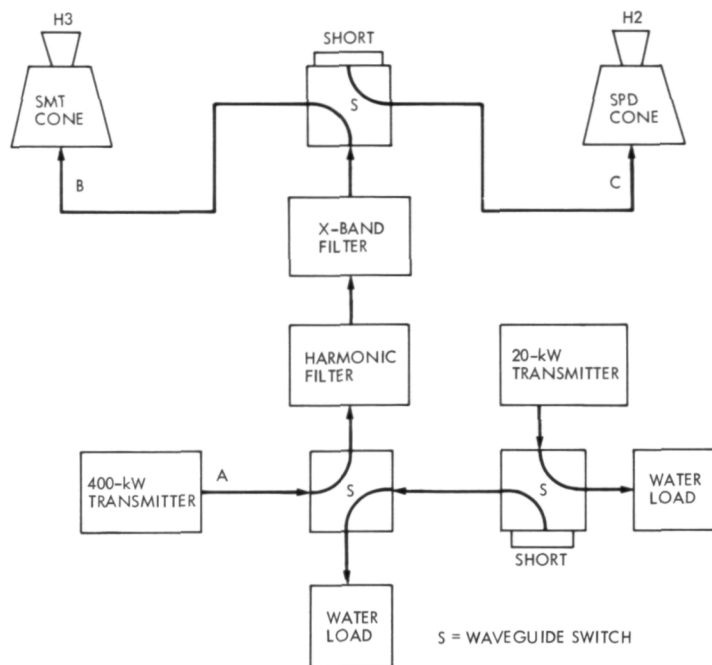 H3
SHORT
H2
SMT
CONE
S
SPD
CONE
B
C
X-BAND
FILTER
HARMONIC
FILTER
20-kW
TRANSMITTER
400-kW
TRANSMITTER
A
S
S
WATER
LOAD
SHORT
WATER
LOAD
S = WAVEGUIDE SWITCH